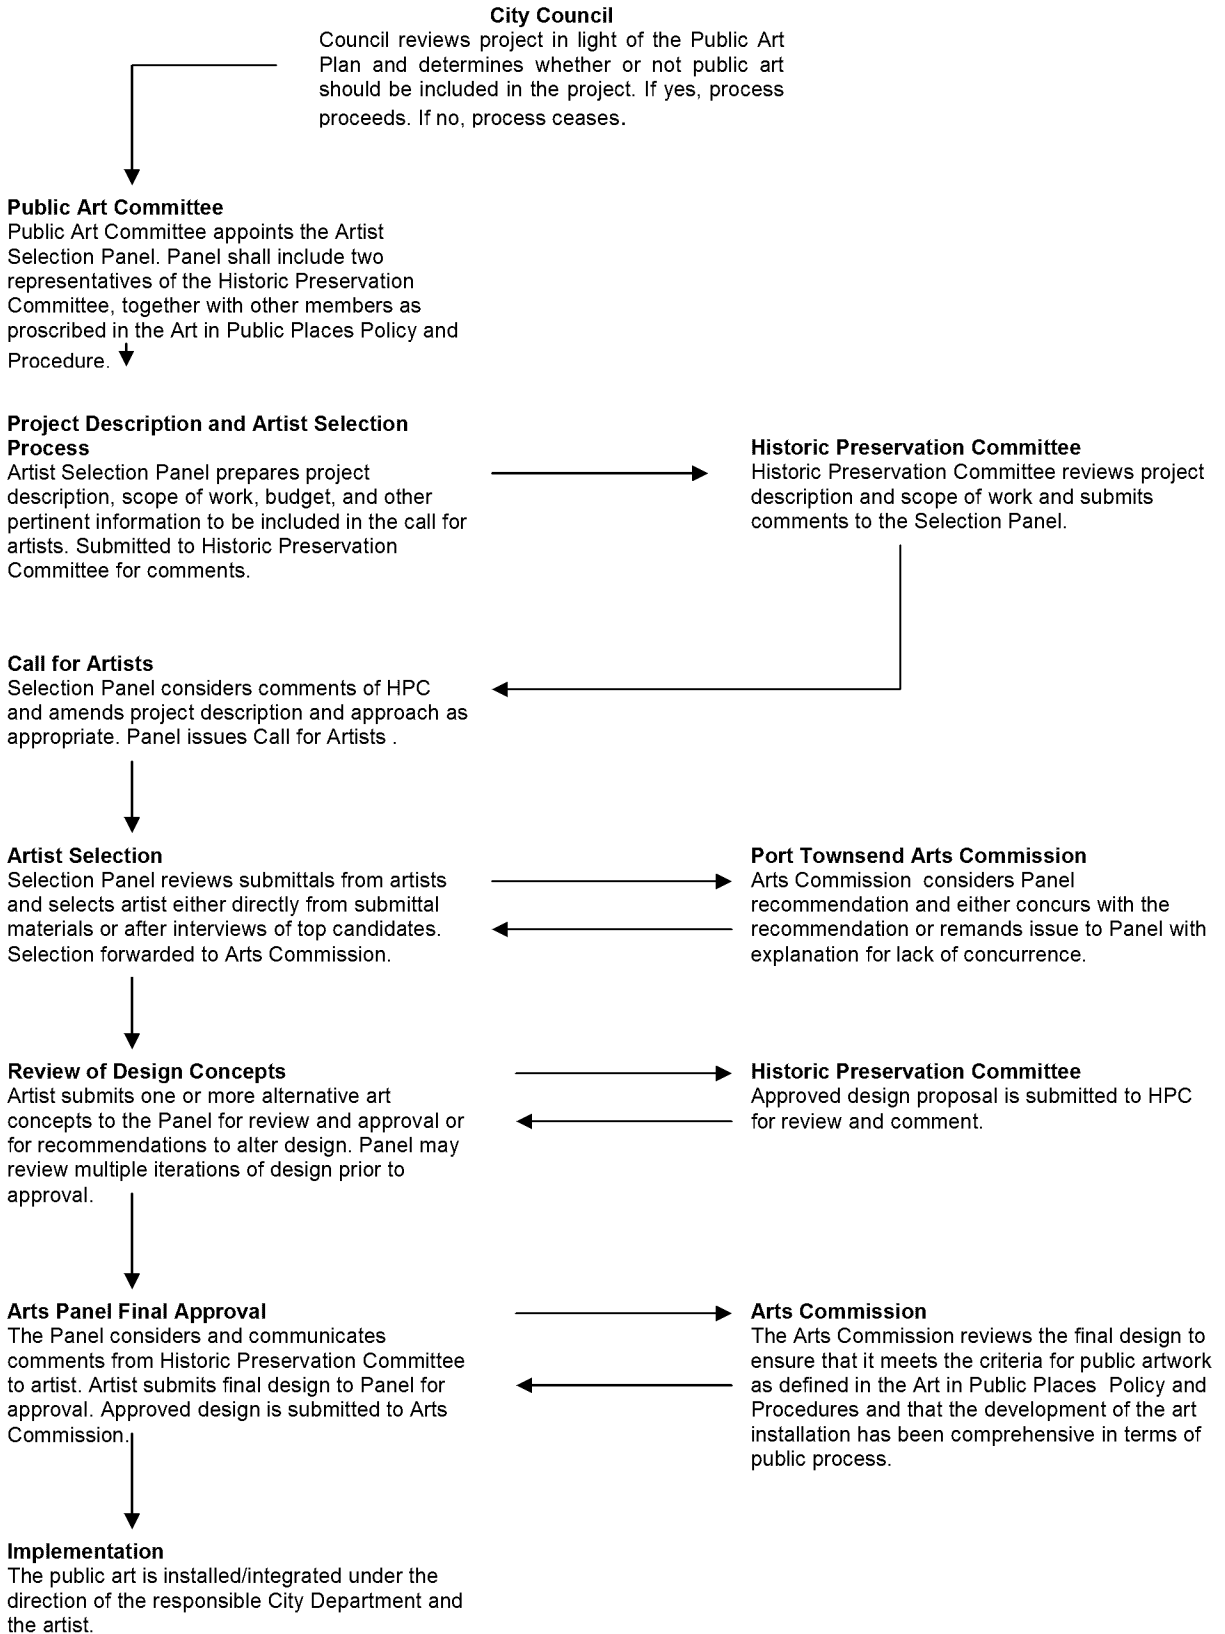 City Council
Council reviews project in light of the Public Art
Plan and determines whether or not public art
should be included in the project. If yes, process
proceeds. If no, process ceases.
Public Art Committee
Public Art Committee appoints the Artist
Selection Panel. Panel shall include two
representatives of the Historic Preservation
Committee, together with other members as
proscribed in the Art in Public Places Policy and
Procedure.
Project Description and Artist Selection
Process
Artist Selection Panel prepares project
description, scope of work, budget, and other
pertinent information to be included in the call for
artists. Submitted to Historic Preservation
Committee for comments.
Historic Preservation Committee
Historic Preservation Committee reviews project
description and scope of work and submits
comments to the Selection Panel.
Call for Artists
Selection Panel considers comments of HPC
and amends project description and approach as
appropriate. Panel issues Call for Artists .
Artist Selection
Selection Panel reviews submittals from artists
and selects artist either directly from submittal
materials or after interviews of top candidates.
Selection forwarded to Arts Commission.
Port Townsend Arts Commission
Arts Commission  considers Panel
recommendation and either concurs with the
recommendation or remands issue to Panel with
explanation for lack of concurrence.
Review of Design Concepts
Artist submits one or more alternative art
concepts to the Panel for review and approval or
for recommendations to alter design. Panel may
review multiple iterations of design prior to
approval.
Historic Preservation Committee
Approved design proposal is submitted to HPC
for review and comment.
Arts Panel Final Approval
The Panel considers and communicates
comments from Historic Preservation Committee
to artist. Artist submits final design to Panel for
approval. Approved design is submitted to Arts
Commission.
Arts Commission
The Arts Commission reviews the final design to
ensure that it meets the criteria for public artwork
as defined in the Art in Public Places  Policy and
Procedures and that the development of the art
installation has been comprehensive in terms of
public process.
Implementation
The public art is installed/integrated under the
direction of the responsible City Department and
the artist.